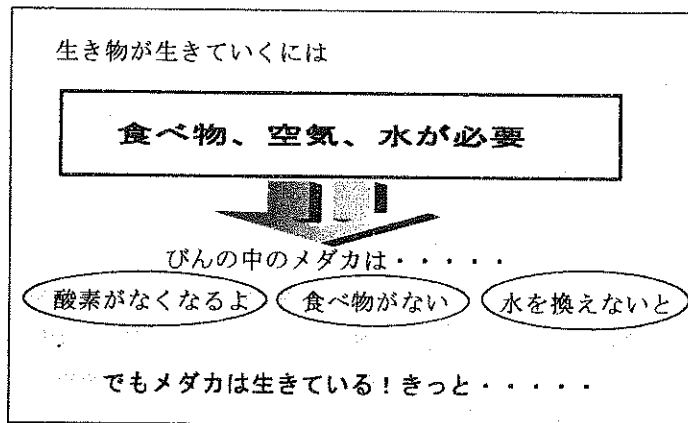 生き物が生きていくには
食べ物、空気、水が必要
びんの中のメダカは・・・・・
酸素がなくなるよ 食べ物がない 水を換えないと
でもメダカは生きている！きっと・・・・・